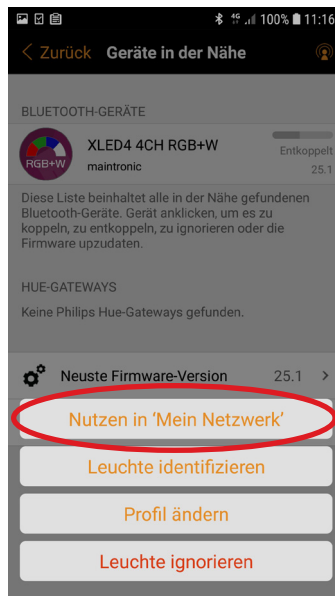 4G 100% 11:16
Zurück Geräte in der Nähe
BLUETOOTH-GERÄTE
XLED4 4CH RGB+W
RGB+W
maintronic
Entkoppelt
25.1
Diese Liste beinhaltet alle in der Nähe gefundenen
Bluetooth-Geräte. Gerät anklicken, um es zu
koppeln, zu entkoppeln, zu ignorieren oder die
Firmware upzudaten.
HUE-GATEWAYS
Keine Philips Hue-Gateways gefunden.
Neuste Firmware-Version 25.1
Nutzen in ‘Mein Netzwerk’
Leuchte identifizieren
Profil ändern
Leuchte ignorieren